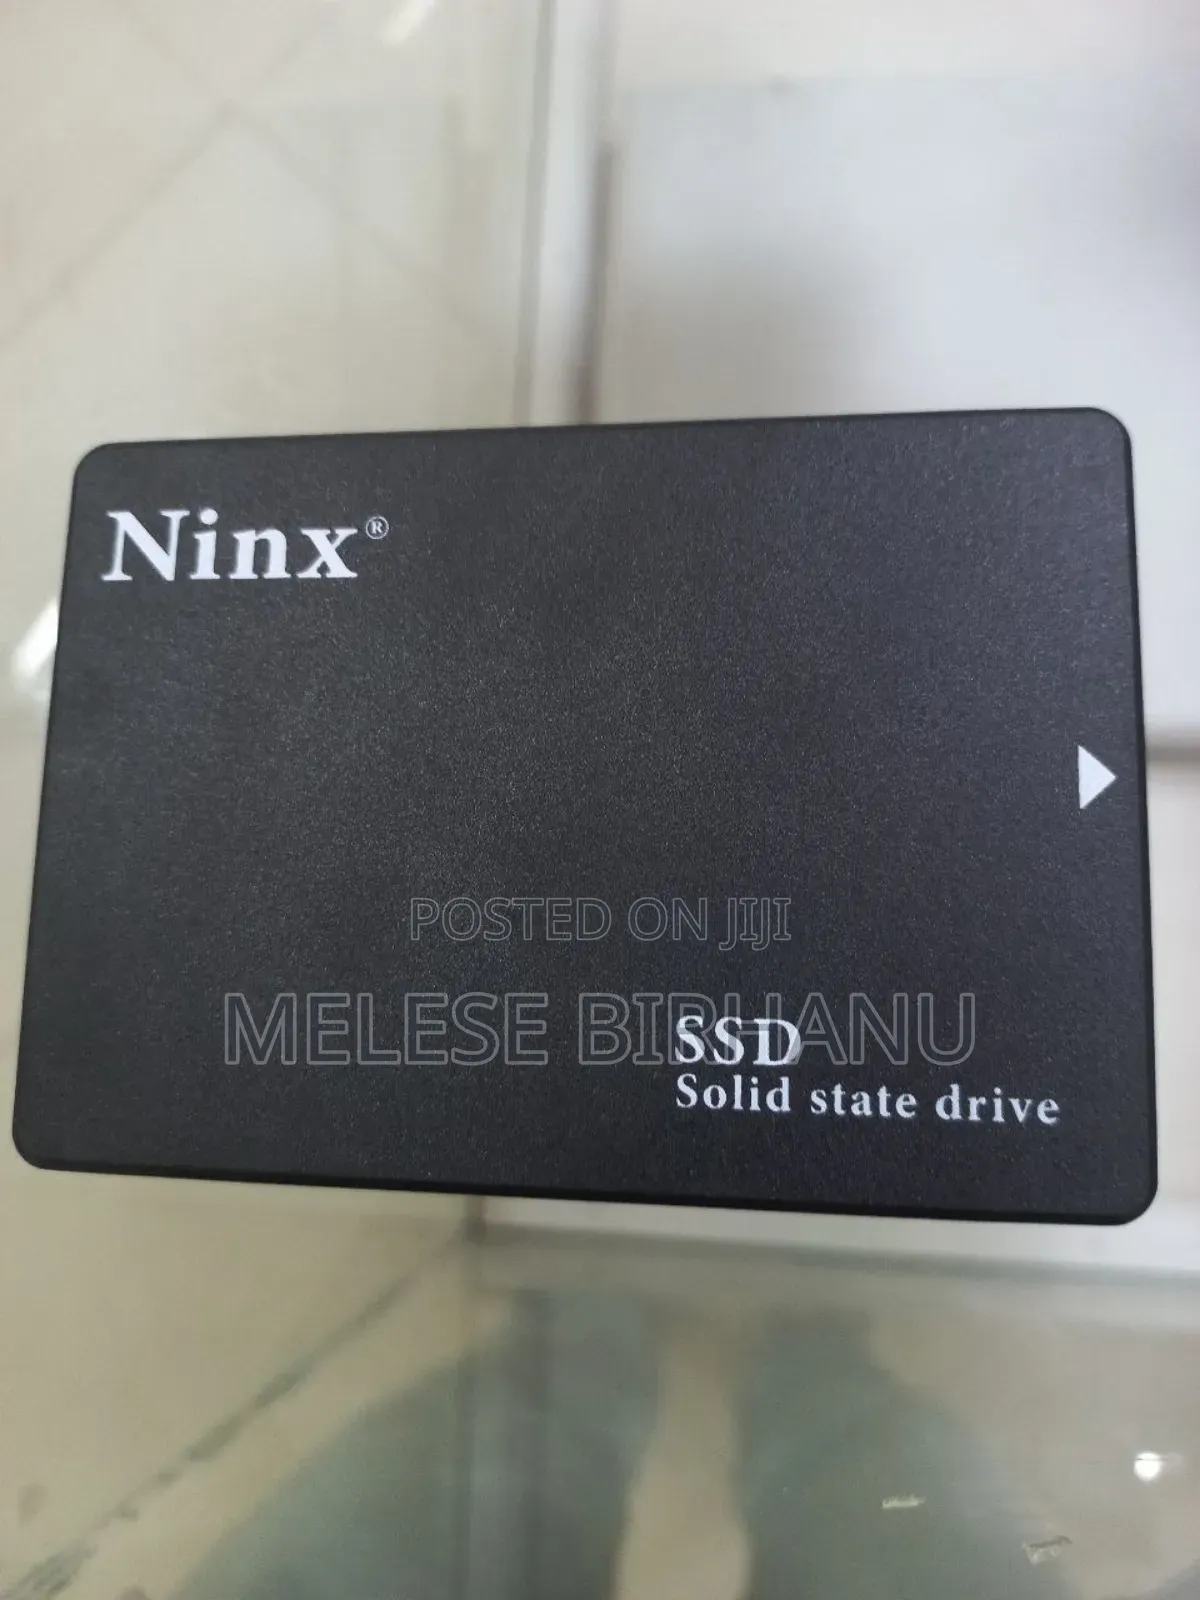 Ninx®
POSTED ON JIJI
MELESE BIRHANU
SSD
Solid state drive